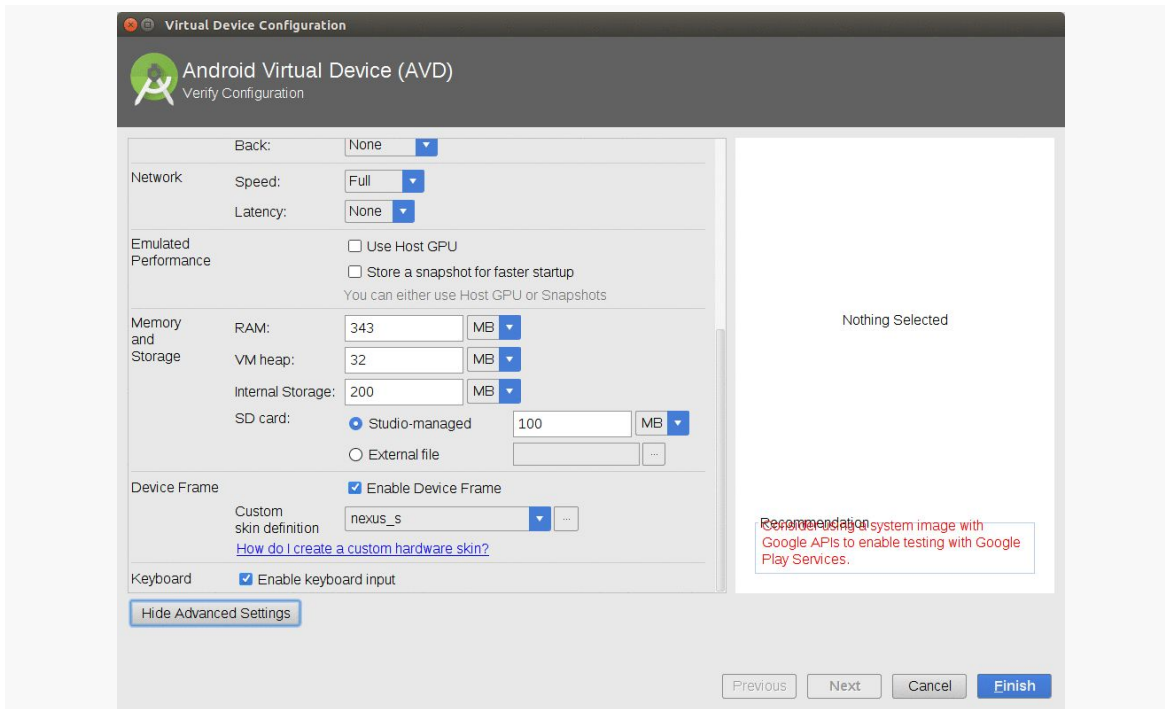 Virtual Device Configuration
Android Virtual Device (AVD)
Verify Configuration
Back: None
Network Speed: Full
Latency: None
Emulated
Performance
Use Host GPU
Store a snapshot for faster startup
You can either use Host GPU or Snapshots
Memory
and
Storage
RAM: 343 MB
VM heap: 32 MB
Internal Storage: 200 MB
SD card: Studio-managed 100 MB
External file ...
Device Frame Enable Device Frame
Custom
skin definition
nexus_s ...
How do I create a custom hardware skin?
Keyboard Enable keyboard input
Hide Advanced Settings
Nothing Selected
Recommendation
Consider using a system image with
Google APIs to enable testing with Google
Play Services.
Previous Next Cancel Finish